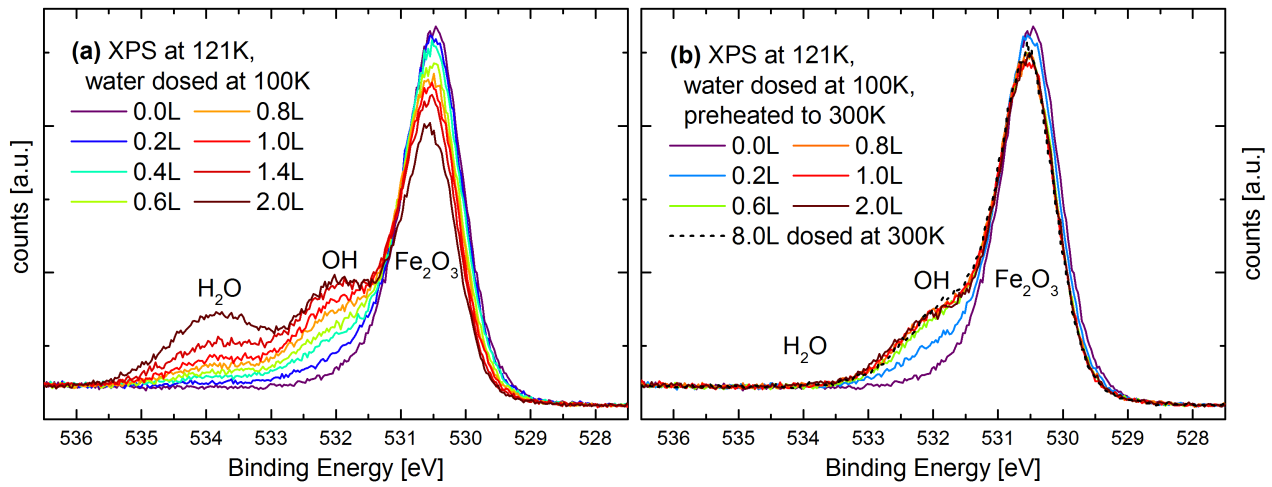 (a) XPS at 121K,
water dosed at 100K
0.0L 0.8L
0.2L 1.0L
0.4L 1.4L
0.6L 2.0L
H₂O
OH
Fe₂O₃
counts [a.u.]
536 535 534 533 532 531 530 529 528
Binding Energy [eV]
(b) XPS at 121K,
water dosed at 100K,
preheated to 300K
0.0L 0.8L
0.2L 1.0L
0.6L 2.0L
8.0L dosed at 300K
H₂O
OH
Fe₂O₃
counts [a.u.]
536 535 534 533 532 531 530 529 528
Binding Energy [eV]